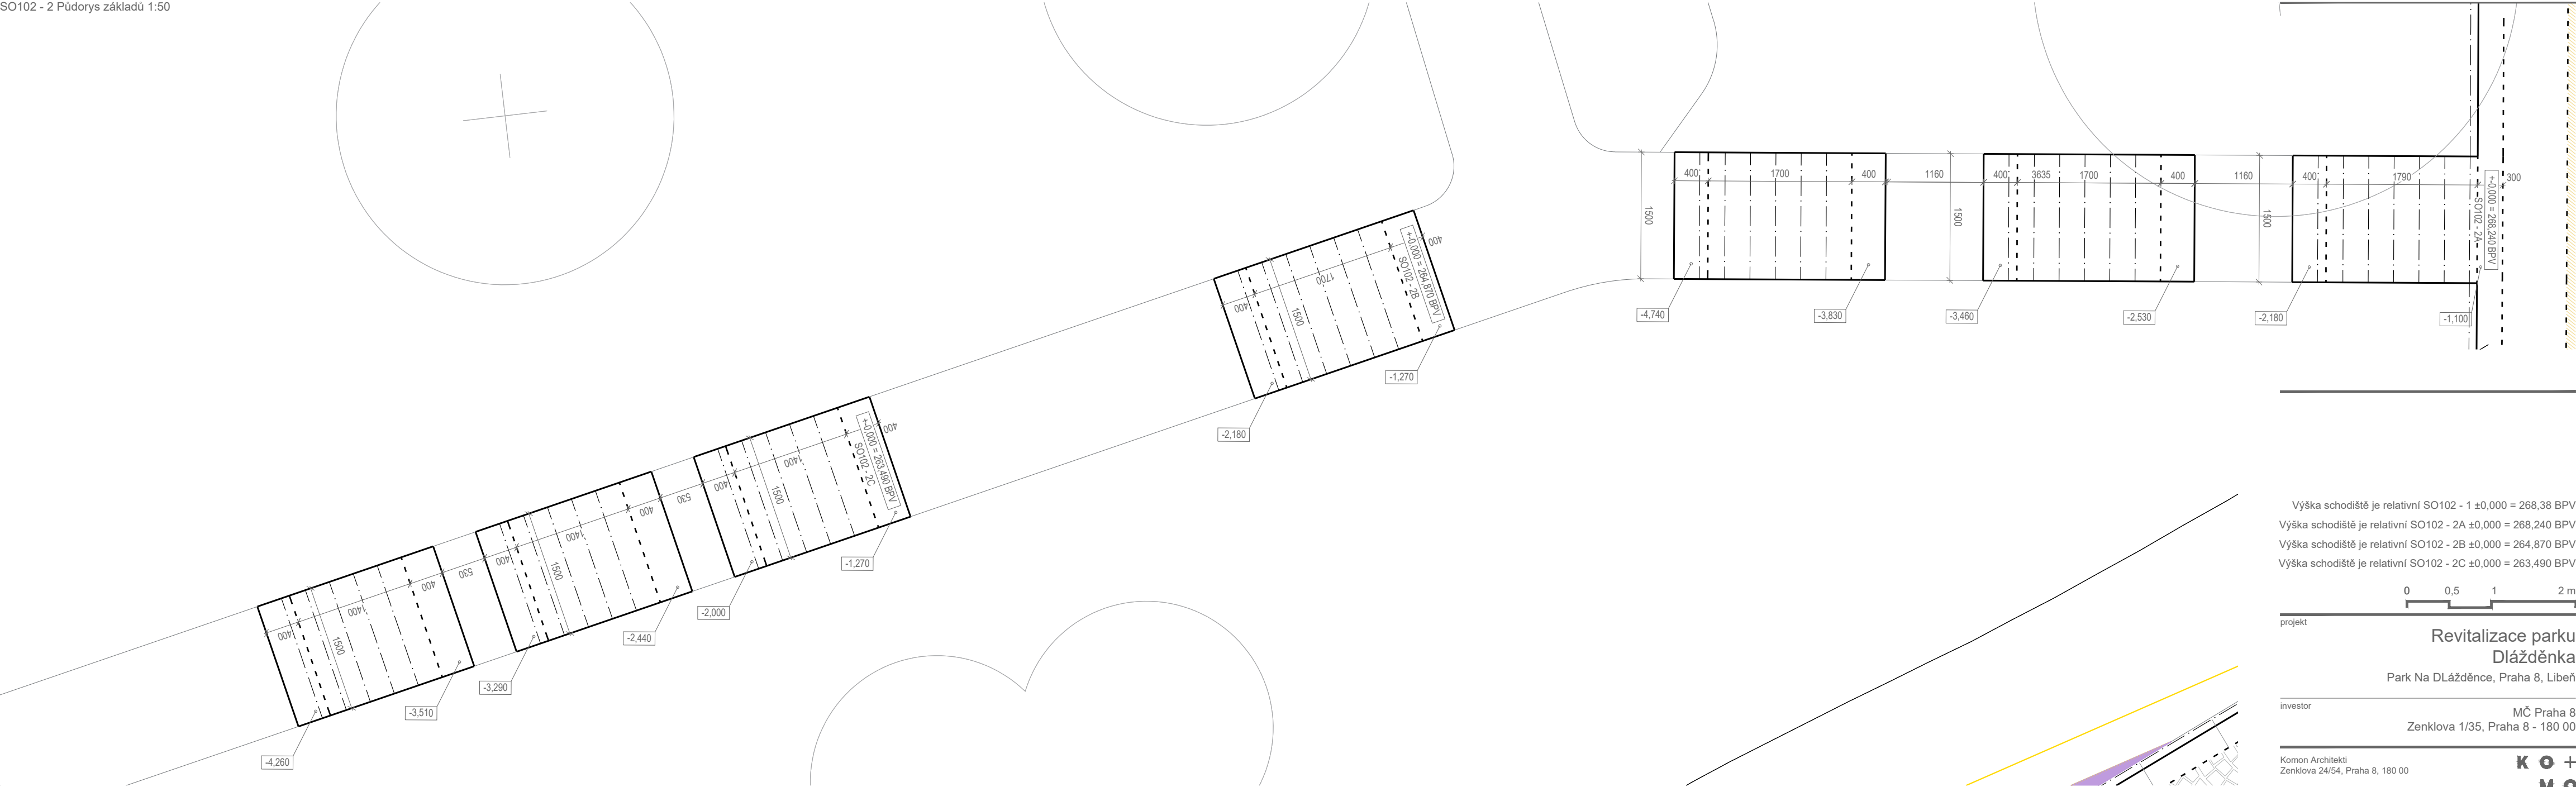 SO102 - 2 Půdorys základů 1:50
400
1700
400
1160
400
3635
1700
400
1160
400
1790
300
1500
1500
1500
+-0,000 = 268,240 BPV
SO102 - 2A
-4,740
-3,830
-3,460
-2,530
-2,180
-1,100
400
1700
400
1500
+-0,000 = 264,870 BPV
SO102 - 2B
-2,180
-1,270
400
1400
400
1500
+-0,000 = 263,490 BPV
SO102 - 2C
-2,000
-1,270
530
400
1400
400
1500
-3,290
-2,440
530
400
1400
400
1500
-4,260
-3,510
Výška schodiště je relativní SO102 - 1 ±0,000 = 268,38 BPV
Výška schodiště je relativní SO102 - 2A ±0,000 = 268,240 BPV
Výška schodiště je relativní SO102 - 2B ±0,000 = 264,870 BPV
Výška schodiště je relativní SO102 - 2C ±0,000 = 263,490 BPV
0 0,5 1 2 m
projekt
Revitalizace parku
Dlážděnka
Park Na DLážděnce, Praha 8, Libeň
investor
MČ Praha 8
Zenklova 1/35, Praha 8 - 180 00
Komon Architekti
Zenklova 24/54, Praha 8, 180 00
K O +
M O